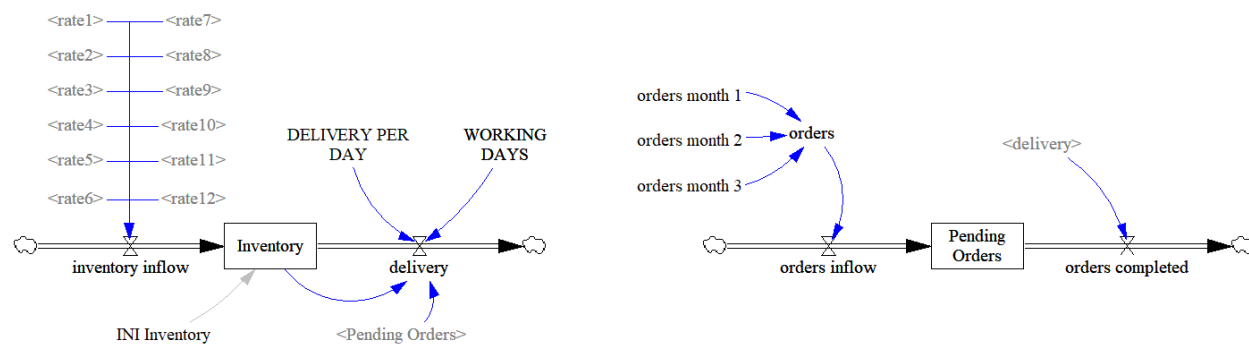 <rate1>
<rate7>
<rate2>
<rate8>
<rate3>
<rate9>
<rate4>
<rate10>
<rate5>
<rate11>
<rate6>
<rate12>
DELIVERY PER
DAY
WORKING
DAYS
Inventory
inventory inflow
delivery
INI Inventory
<Pending Orders>
orders month 1
orders month 2
orders month 3
orders
<delivery>
Pending
Orders
orders inflow
orders completed